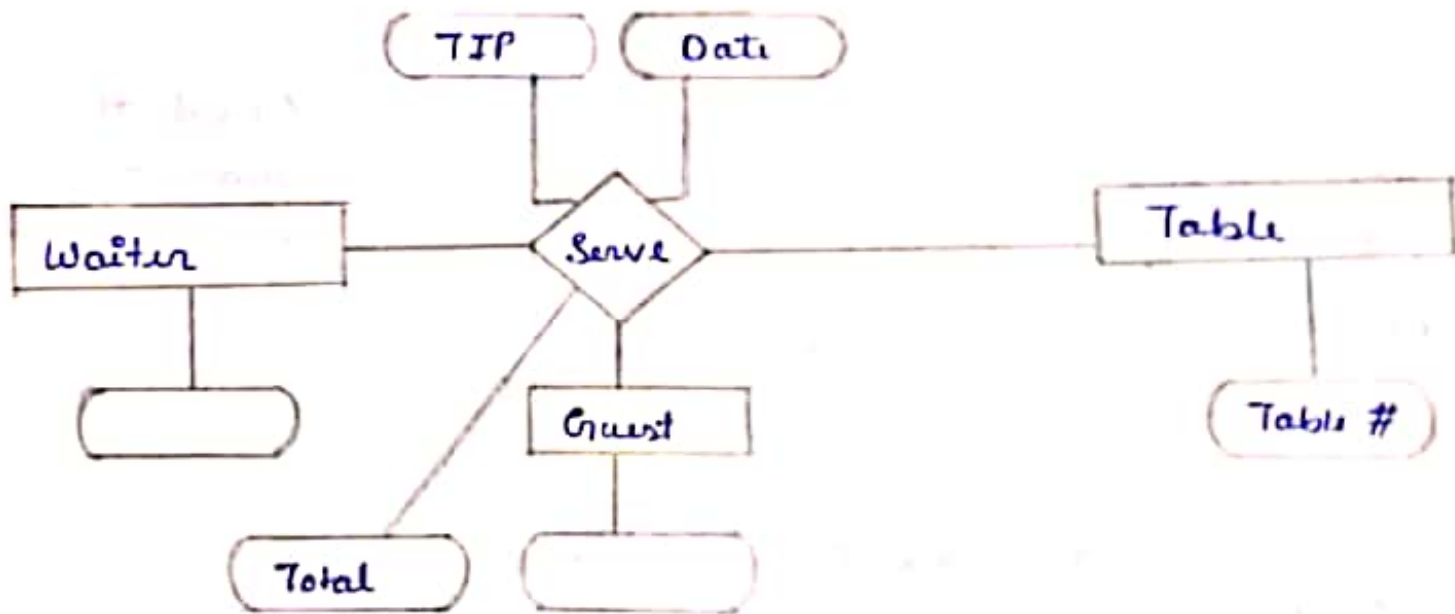 TIP
Date
Waiter
Serve
Table
Guest
Table #
Total